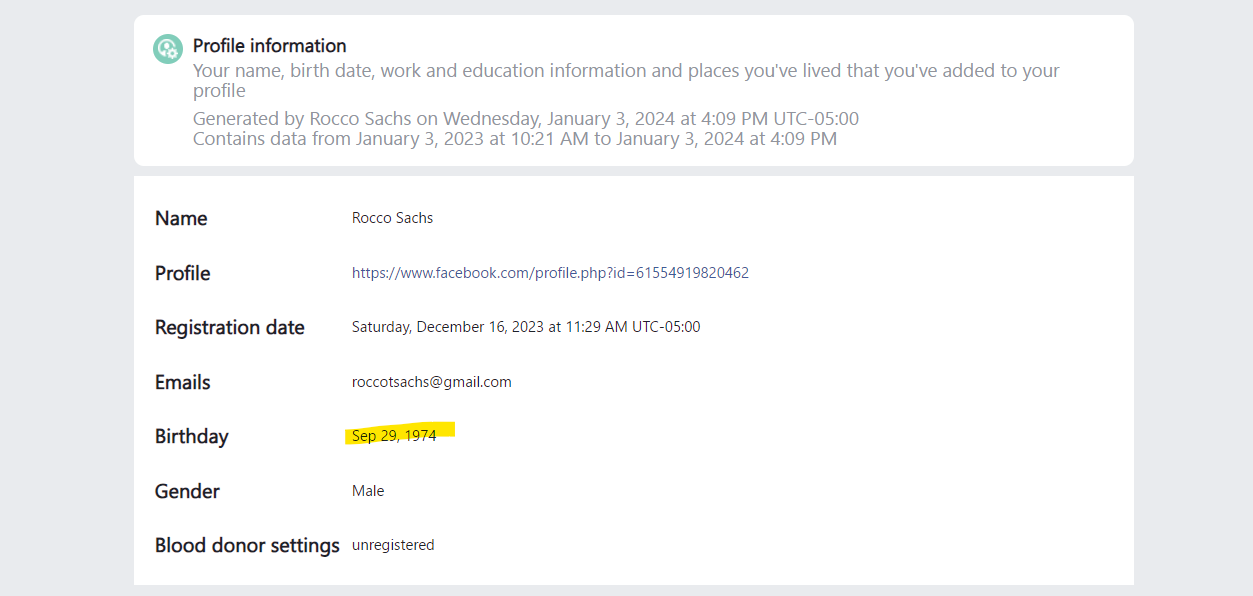 Profile information
Your name, birth date, work and education information and places you've lived that you've added to your
profile
Generated by Rocco Sachs on Wednesday, January 3, 2024 at 4:09 PM UTC-05:00
Contains data from January 3, 2023 at 10:21 AM to January 3, 2024 at 4:09 PM
Name Rocco Sachs
Profile https://www.facebook.com/profile.php?id=61554919820462
Registration date Saturday, December 16, 2023 at 11:29 AM UTC-05:00
Emails roccotsachs@gmail.com
Birthday Sep 29, 1974
Gender Male
Blood donor settings unregistered